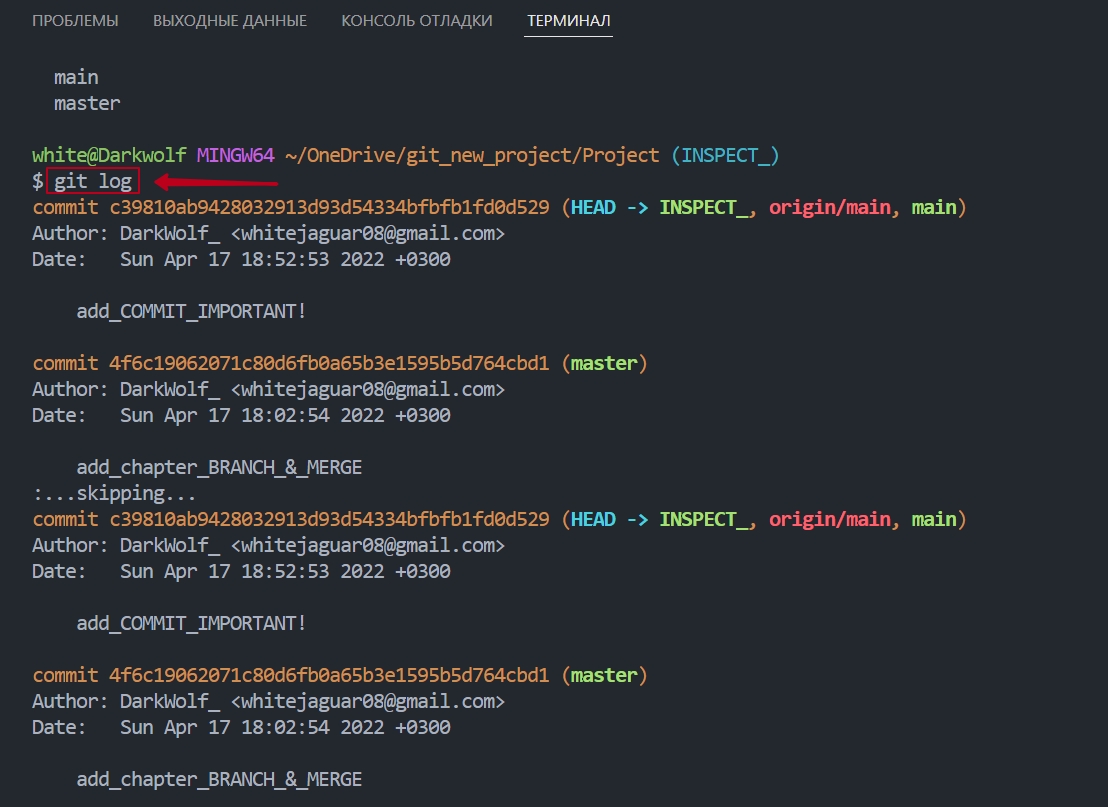 ПРОБЛЕМЫ ВЫХОДНЫЕ ДАННЫЕ КОНСОЛЬ ОТЛАДКИ ТЕРМИНАЛ
main
master
white@Darkwolf MINGW64 ~/OneDrive/git_new_project/Project (INSPECT_)
$ git log
commit c39810ab9428032913d93d54334bfbfb1fd0d529 (HEAD -> INSPECT_, origin/main, main)
Author: DarkWolf_ <whitejaguar08@gmail.com>
Date:   Sun Apr 17 18:52:53 2022 +0300
add_COMMIT_IMPORTANT!
commit 4f6c19062071c80d6fb0a65b3e1595b5d764cbd1 (master)
Author: DarkWolf_ <whitejaguar08@gmail.com>
Date:   Sun Apr 17 18:02:54 2022 +0300
add_chapter_BRANCH_&_MERGE
:...skipping...
commit c39810ab9428032913d93d54334bfbfb1fd0d529 (HEAD -> INSPECT_, origin/main, main)
Author: DarkWolf_ <whitejaguar08@gmail.com>
Date:   Sun Apr 17 18:52:53 2022 +0300
add_COMMIT_IMPORTANT!
commit 4f6c19062071c80d6fb0a65b3e1595b5d764cbd1 (master)
Author: DarkWolf_ <whitejaguar08@gmail.com>
Date:   Sun Apr 17 18:02:54 2022 +0300
add_chapter_BRANCH_&_MERGE